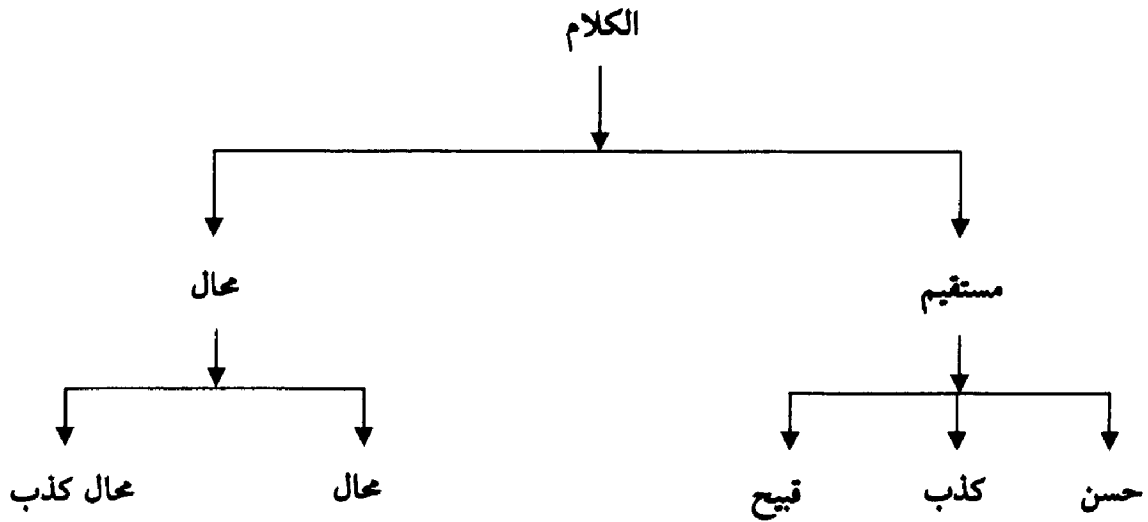 الكلام
مستقيم محال
حسن كذب قبيح محال محال كذب